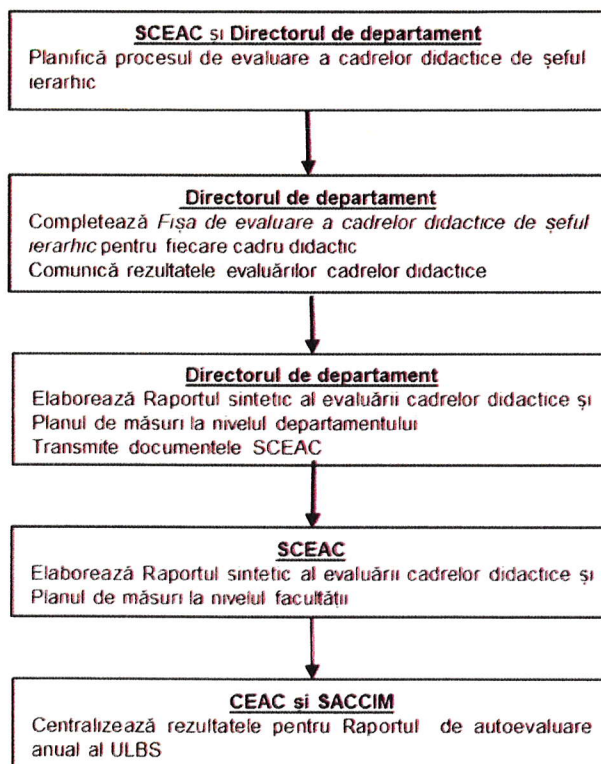 SCEAC și Directorul de departament
Planifică procesul de evaluare a cadrelor didactice de șeful
ierarhic
Directorul de departament
Completează Fișa de evaluare a cadrelor didactice de șeful
ierarhic pentru fiecare cadru didactic
Comunică rezultatele evaluărilor cadrelor didactice
Directorul de departament
Elaborează Raportul sintetic al evaluării cadrelor didactice și
Planul de măsuri la nivelul departamentului
Transmite documentele SCEAC
SCEAC
Elaborează Raportul sintetic al evaluării cadrelor didactice și
Planul de măsuri la nivelul facultății
CEAC și SACCIM
Centralizează rezultatele pentru Raportul de autoevaluare
anual al ULBS